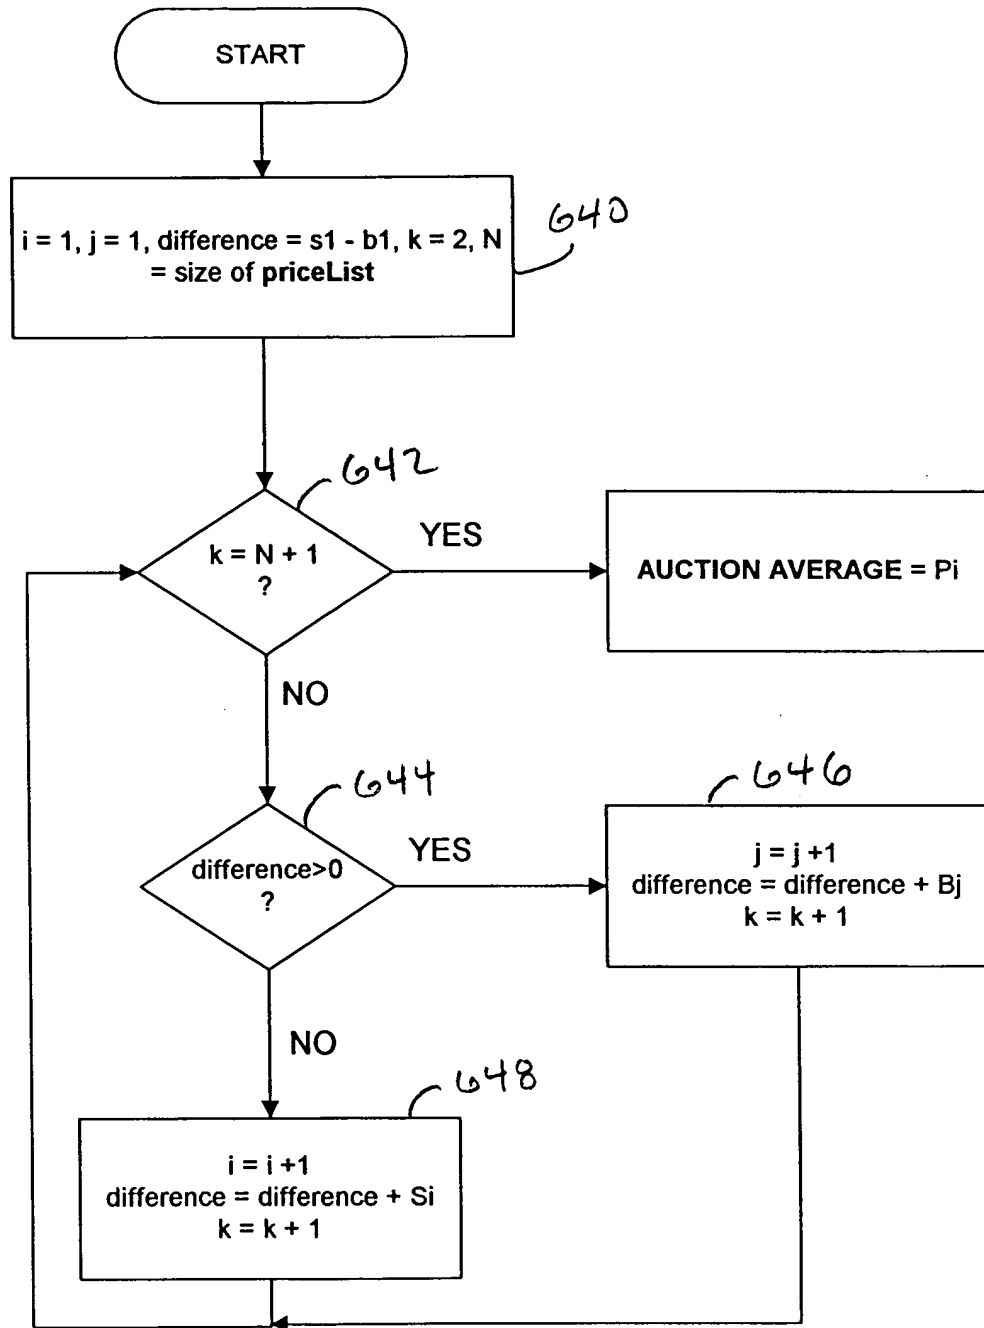 START
i = 1, j = 1, difference = s1 - b1, k = 2, N
= size of priceList
640
642
k = N + 1
?
YES
AUCTION AVERAGE = Pi
NO
644
646
difference>0
?
YES
j = j +1
difference = difference + Bj
k = k + 1
NO
648
i = i +1
difference = difference + Si
k = k + 1